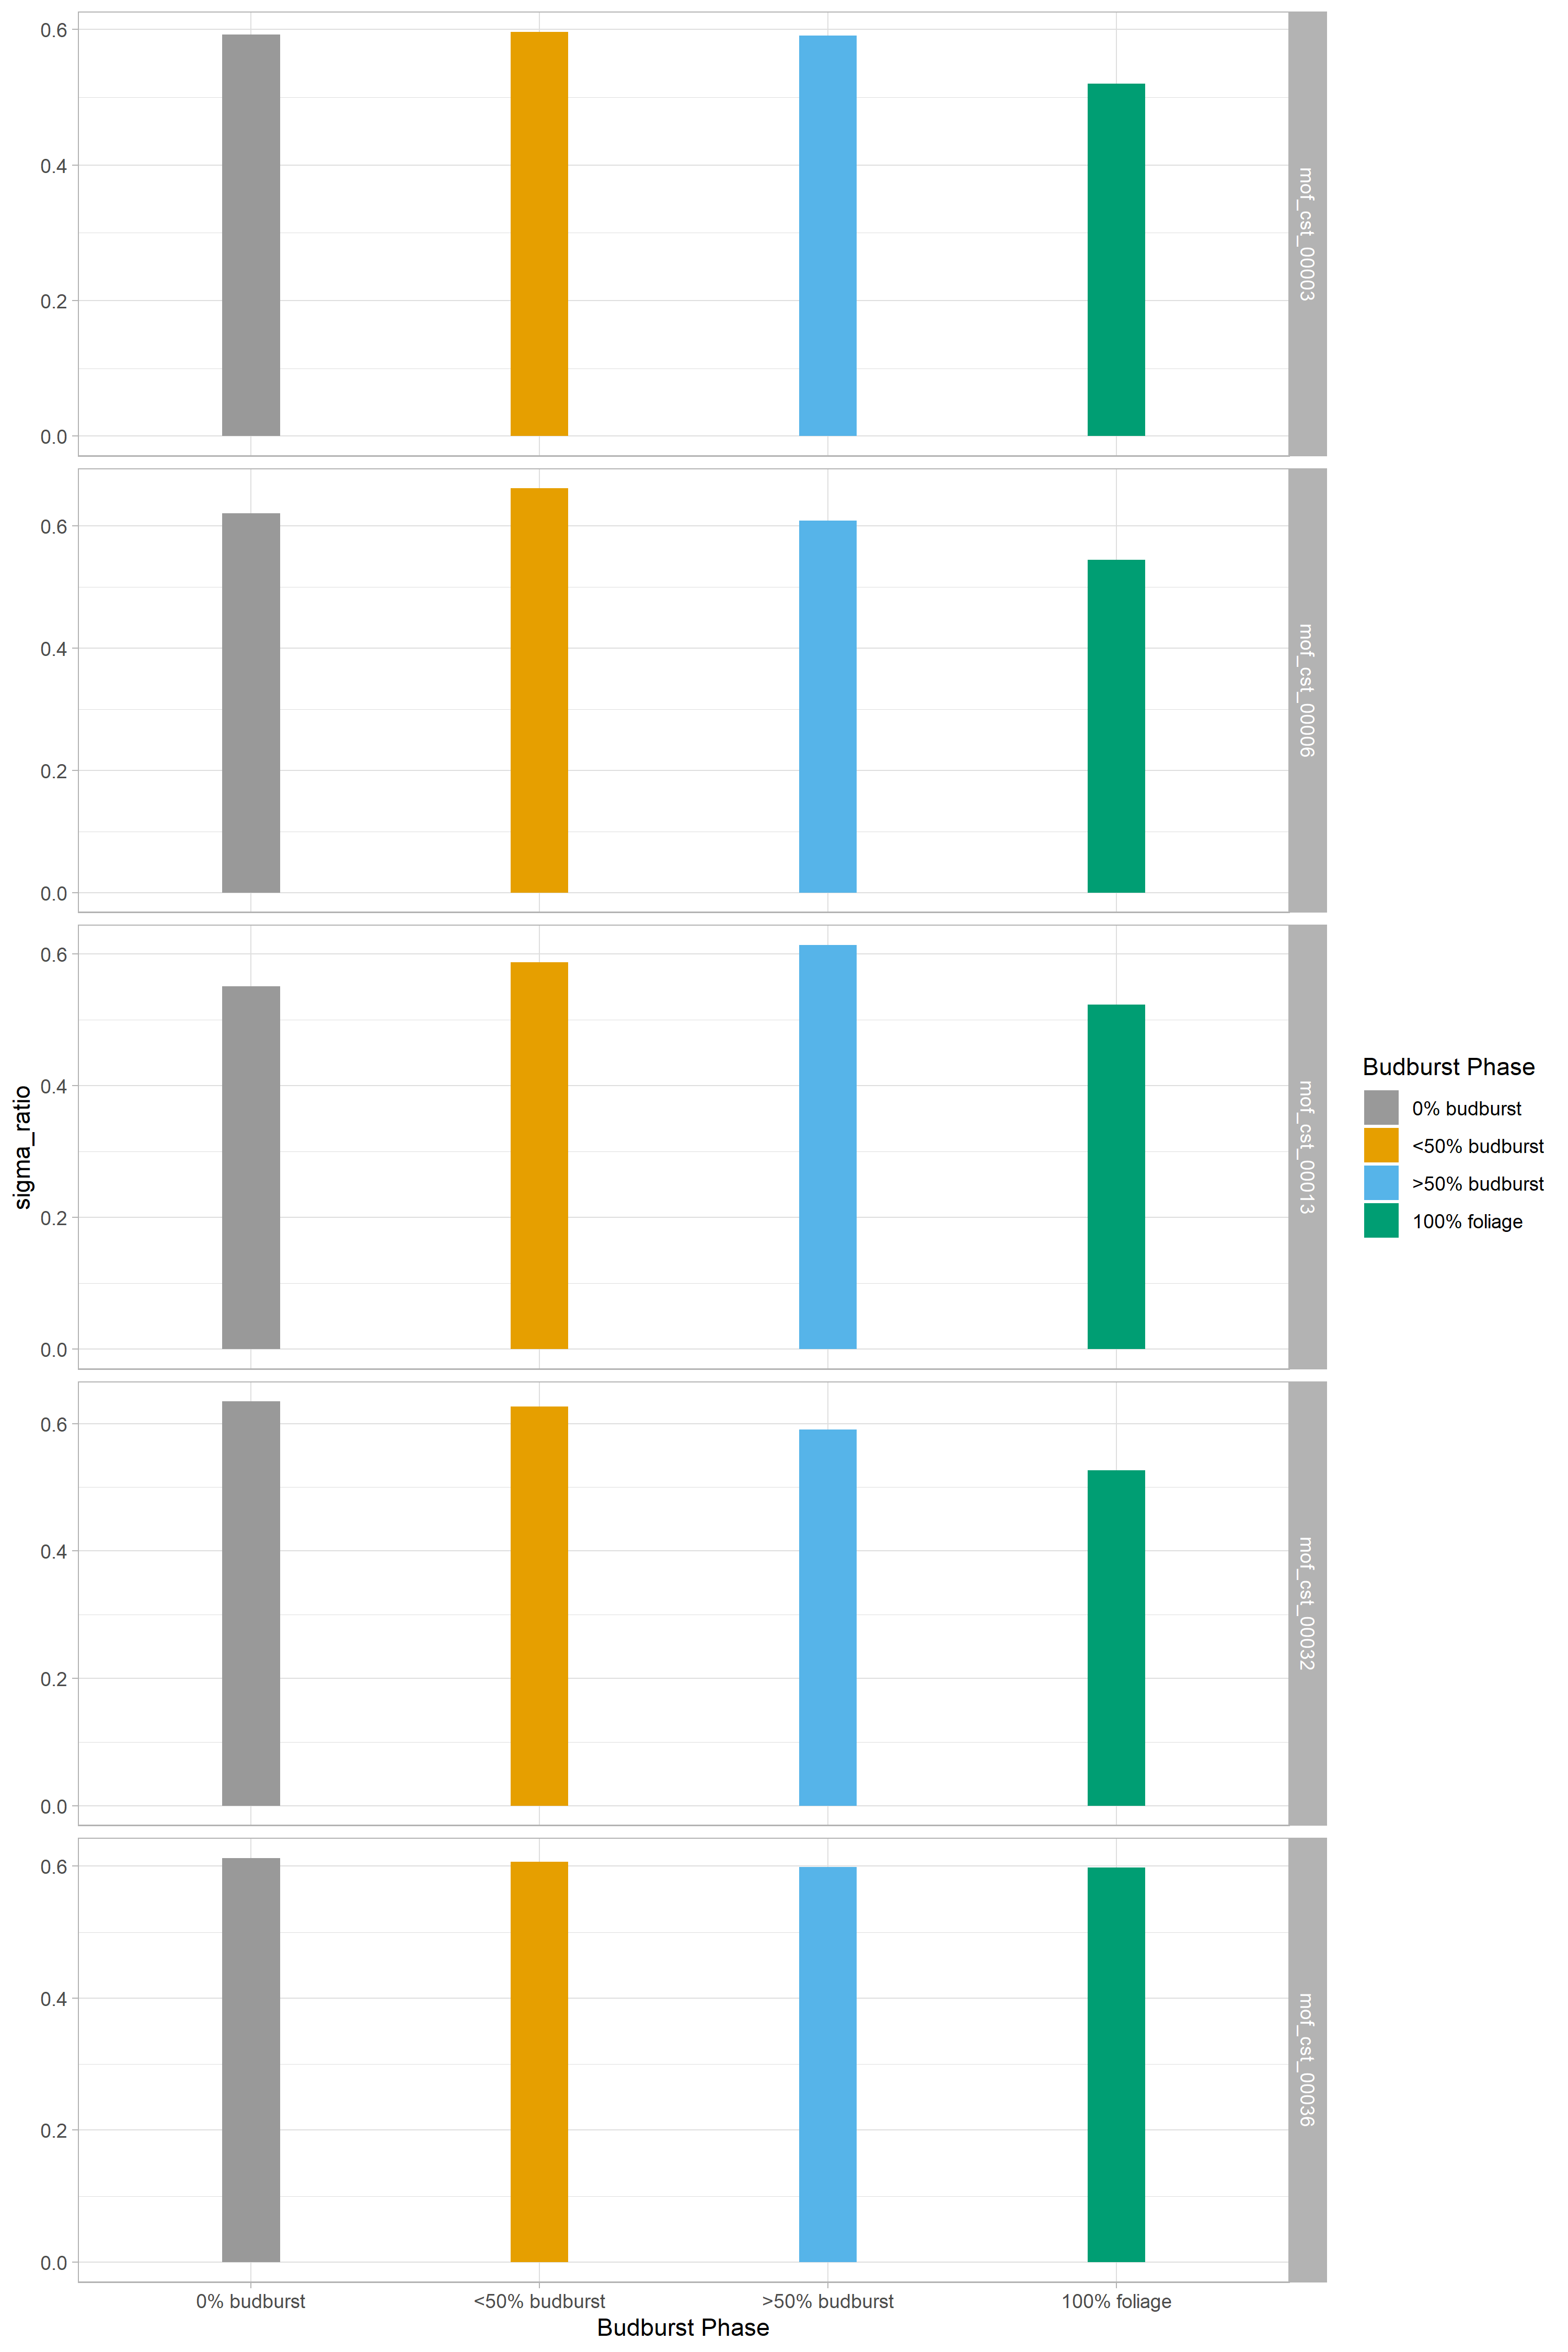 0.6
0.4
0.2
0.0
mof_cst_00003
0.6
0.4
0.2
0.0
mof_cst_00006
0.6
0.4
0.2
0.0
mof_cst_00013
0.6
0.4
0.2
0.0
mof_cst_00032
0.6
0.4
0.2
0.0
mof_cst_00036
sigma_ratio
0% budburst
<50% budburst
>50% budburst
100% foliage
Budburst Phase
Budburst Phase
0% budburst
<50% budburst
>50% budburst
100% foliage